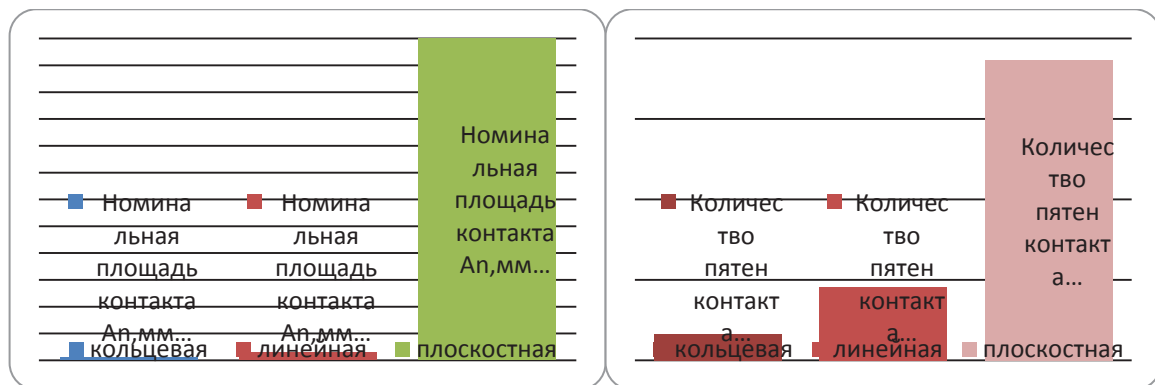 Номина
льная
площадь
контакта
An,мм...
Номина
льная
площадь
контакта
An,мм...
Номина
льная
площадь
контакта
An,мм...
кольцевая
линейная
плоскостная
Количес
тво
пятен
контакт
а...
Количес
тво
пятен
контакт
а...
Количес
тво
пятен
контакт
а...
кольцевая
линейная
плоскостная